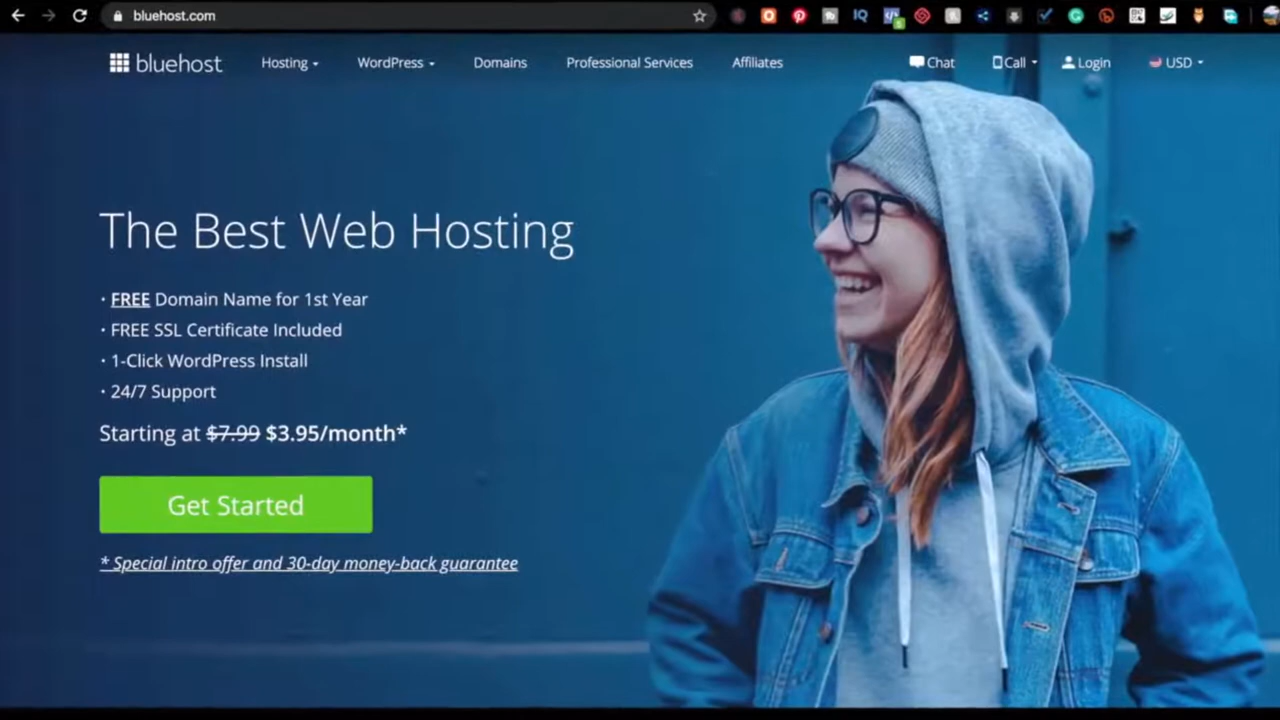 bluehost.com
bluehost
Hosting
WordPress
Domains
Professional Services
Affiliates
Chat
Call
Login
USD
The Best Web Hosting
· FREE Domain Name for 1st Year
· FREE SSL Certificate Included
· 1-Click WordPress Install
· 24/7 Support
Starting at $7.99 $3.95/month*
Get Started
* Special intro offer and 30-day money-back guarantee